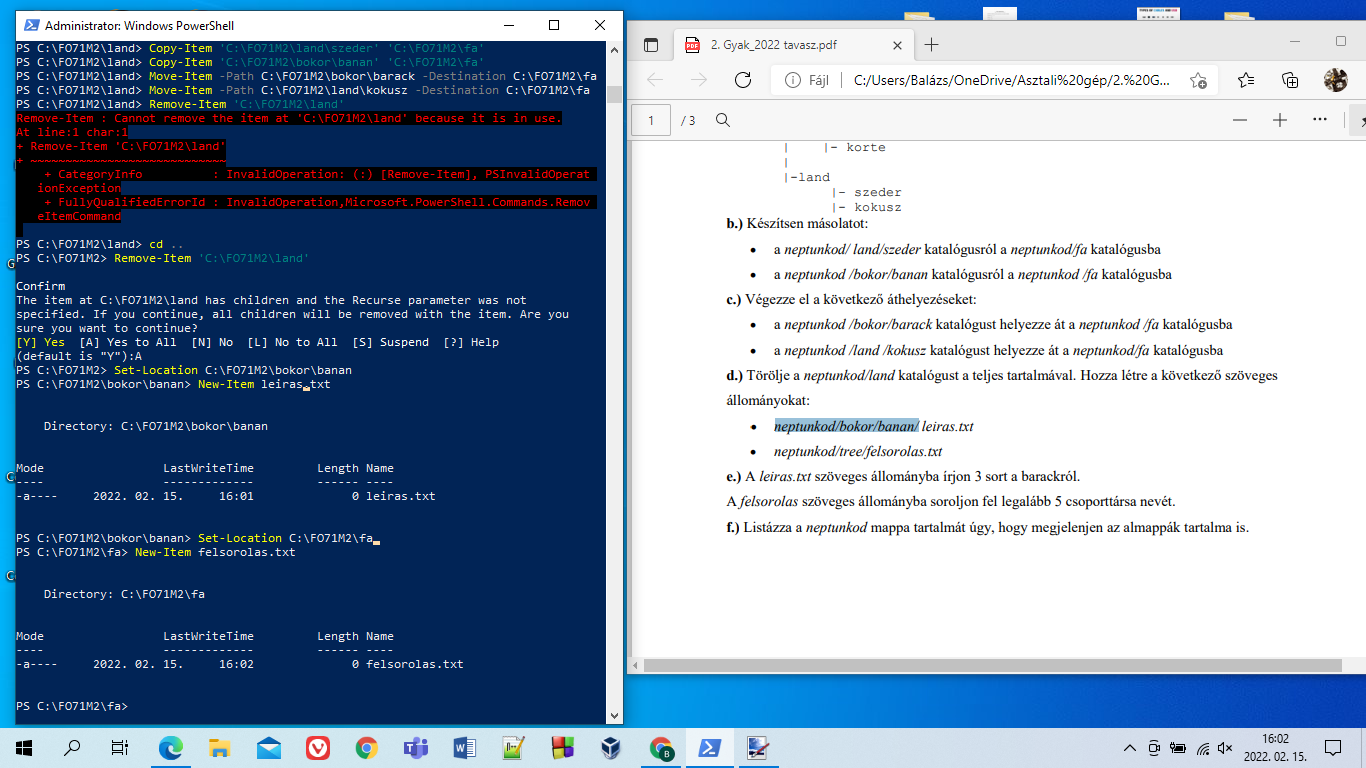 Administrator: Windows PowerShell
PS C:\FO71M2\land> Copy-Item 'C:\FO71M2\land\szeder' 'C:\FO71M2\fa'
PS C:\FO71M2\land> Copy-Item 'C:\FO71M2\bokor\banan' 'C:\FO71M2\fa'
PS C:\FO71M2\land> Move-Item -Path C:\FO71M2\bokor\barack -Destination C:\FO71M2\fa
PS C:\FO71M2\land> Move-Item -Path C:\FO71M2\land\kokusz -Destination C:\FO71M2\fa
PS C:\FO71M2\land> Remove-Item 'C:\FO71M2\land'
Remove-Item : Cannot remove the item at 'C:\FO71M2\land' because it is in use.
At line:1 char:1
+ Remove-Item 'C:\FO71M2\land'
+ ~~~~~~~~~~~~~~~~~~~~~~~~~~~~
+ CategoryInfo : InvalidOperation: (:) [Remove-Item], PSInvalidOperat
ionException
+ FullyQualifiedErrorId : InvalidOperation,Microsoft.PowerShell.Commands.Remov
eItemCommand
PS C:\FO71M2\land> cd ..
PS C:\FO71M2> Remove-Item 'C:\FO71M2\land'
Confirm
The item at C:\FO71M2\land has children and the Recurse parameter was not
specified. If you continue, all children will be removed with the item. Are you
sure you want to continue?
[Y] Yes [A] Yes to All [N] No [L] No to All [S] Suspend [?] Help
(default is "Y"):A
PS C:\FO71M2> Set-Location C:\FO71M2\bokor\banan
PS C:\FO71M2\bokor\banan> New-Item leiras.txt
Directory: C:\FO71M2\bokor\banan
Mode LastWriteTime Length Name
---- ------------- ------ ----
-a---- 2022. 02. 15. 16:01 0 leiras.txt
PS C:\FO71M2\bokor\banan> Set-Location C:\FO71M2\fa
PS C:\FO71M2\fa> New-Item felsorolas.txt
Directory: C:\FO71M2\fa
Mode LastWriteTime Length Name
---- ------------- ------ ----
-a---- 2022. 02. 15. 16:02 0 felsorolas.txt
PS C:\FO71M2\fa>
2. Gyak_2022 tavasz.pdf
Fájl C:/Users/Balázs/OneDrive/Asztali%20gép/2.%20G...
1 / 3
| |- korte
|
|-land
|- szeder
|- kokusz
b.) Készítsen másolatot:
• a neptunkod/ land/szeder katalógusról a neptunkod/fa katalógusba
• a neptunkod /bokor/banan katalógusról a neptunkod /fa katalógusba
c.) Végezze el a következő áthelyezéseket:
• a neptunkod /bokor/barack katalógust helyezze át a neptunkod /fa katalógusba
• a neptunkod /land /kokusz katalógust helyezze át a neptunkod/fa katalógusba
d.) Törölje a neptunkod/land katalógust a teljes tartalmával. Hozza létre a következő szöveges
állományokat:
• neptunkod/bokor/banan/ leiras.txt
• neptunkod/tree/felsorolas.txt
e.) A leiras.txt szöveges állományba írjon 3 sort a barackról.
A felsorolas szöveges állományba soroljon fel legalább 5 csoporttársa nevét.
f.) Listázza a neptunkod mappa tartalmát úgy, hogy megjelenjen az almappák tartalma is.
16:02
2022. 02. 15.